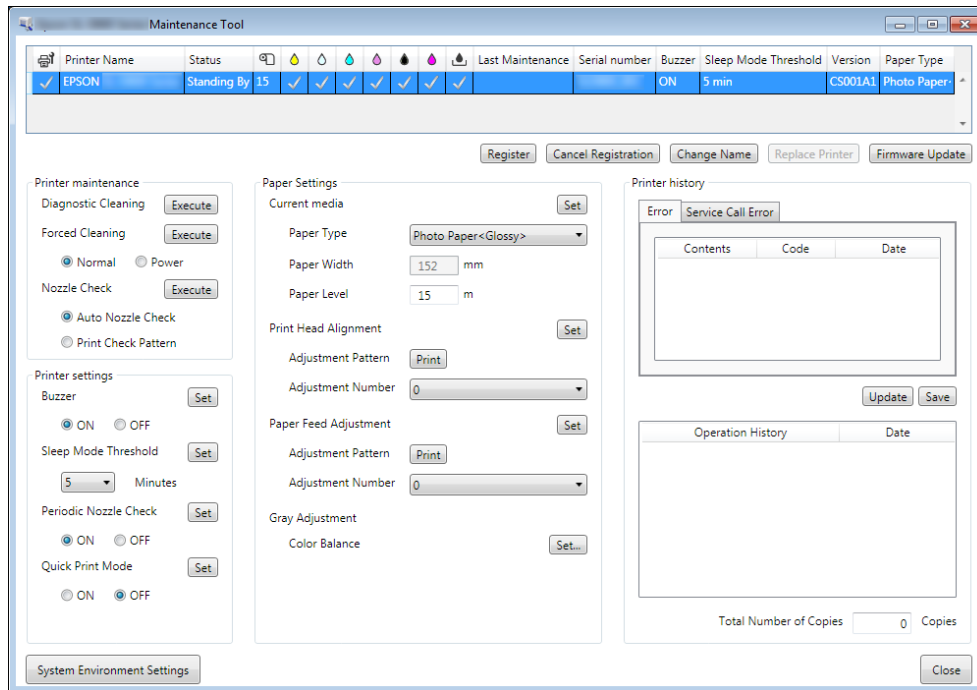 Maintenance Tool
Printer Name Status Last Maintenance Serial number Buzzer Sleep Mode Threshold Version Paper Type
EPSON Standing By 15 ON 5 min CS001A1 Photo Paper
Register Cancel Registration Change Name Replace Printer Firmware Update
Printer maintenance
Diagnostic Cleaning Execute
Forced Cleaning Execute
Normal Power
Nozzle Check Execute
Auto Nozzle Check
Print Check Pattern
Printer settings
Buzzer Set
ON OFF
Sleep Mode Threshold Set
5 Minutes
Periodic Nozzle Check Set
ON OFF
Quick Print Mode Set
ON OFF
Paper Settings
Current media Set
Paper Type Photo Paper<Glossy>
Paper Width 152 mm
Paper Level 15 m
Print Head Alignment Set
Adjustment Pattern Print
Adjustment Number 0
Paper Feed Adjustment Set
Adjustment Pattern Print
Adjustment Number 0
Gray Adjustment
Color Balance Set...
Printer history
Error Service Call Error
Contents Code Date
Update Save
Operation History Date
Total Number of Copies 0 Copies
System Environment Settings Close